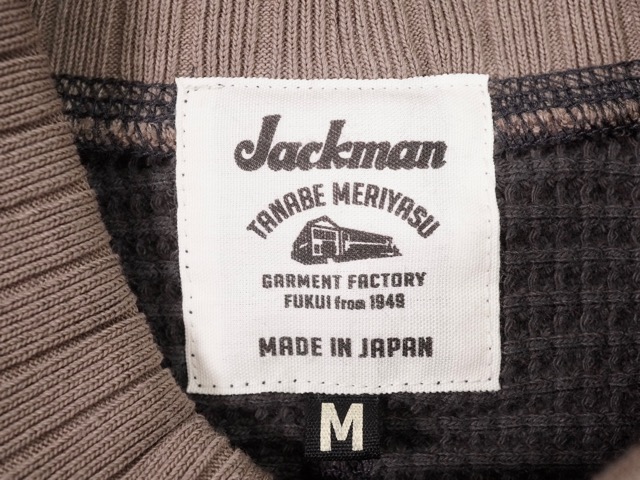 Jackman
TANABE MERIYASU
GARMENT FACTORY
FUKUI from 1949
MADE IN JAPAN
M